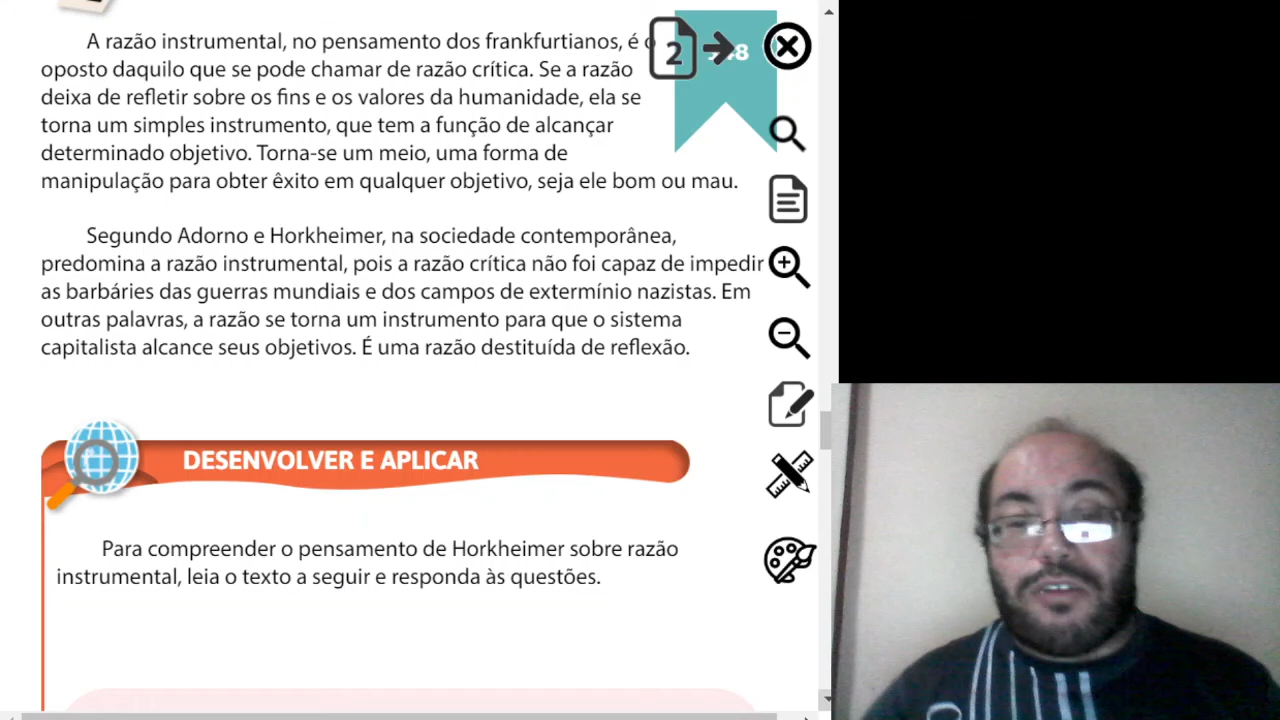 A razão instrumental, no pensamento dos frankfurtianos, é o
oposto daquilo que se pode chamar de razão crítica. Se a razão
deixa de refletir sobre os fins e os valores da humanidade, ela se
torna um simples instrumento, que tem a função de alcançar
determinado objetivo. Torna-se um meio, uma forma de
manipulação para obter êxito em qualquer objetivo, seja ele bom ou mau.
Segundo Adorno e Horkheimer, na sociedade contemporânea,
predomina a razão instrumental, pois a razão crítica não foi capaz de impedir
as barbáries das guerras mundiais e dos campos de extermínio nazistas. Em
outras palavras, a razão se torna um instrumento para que o sistema
capitalista alcance seus objetivos. É uma razão destituída de reflexão.
DESENVOLVER E APLICAR
Para compreender o pensamento de Horkheimer sobre razão
instrumental, leia o texto a seguir e responda às questões.
2